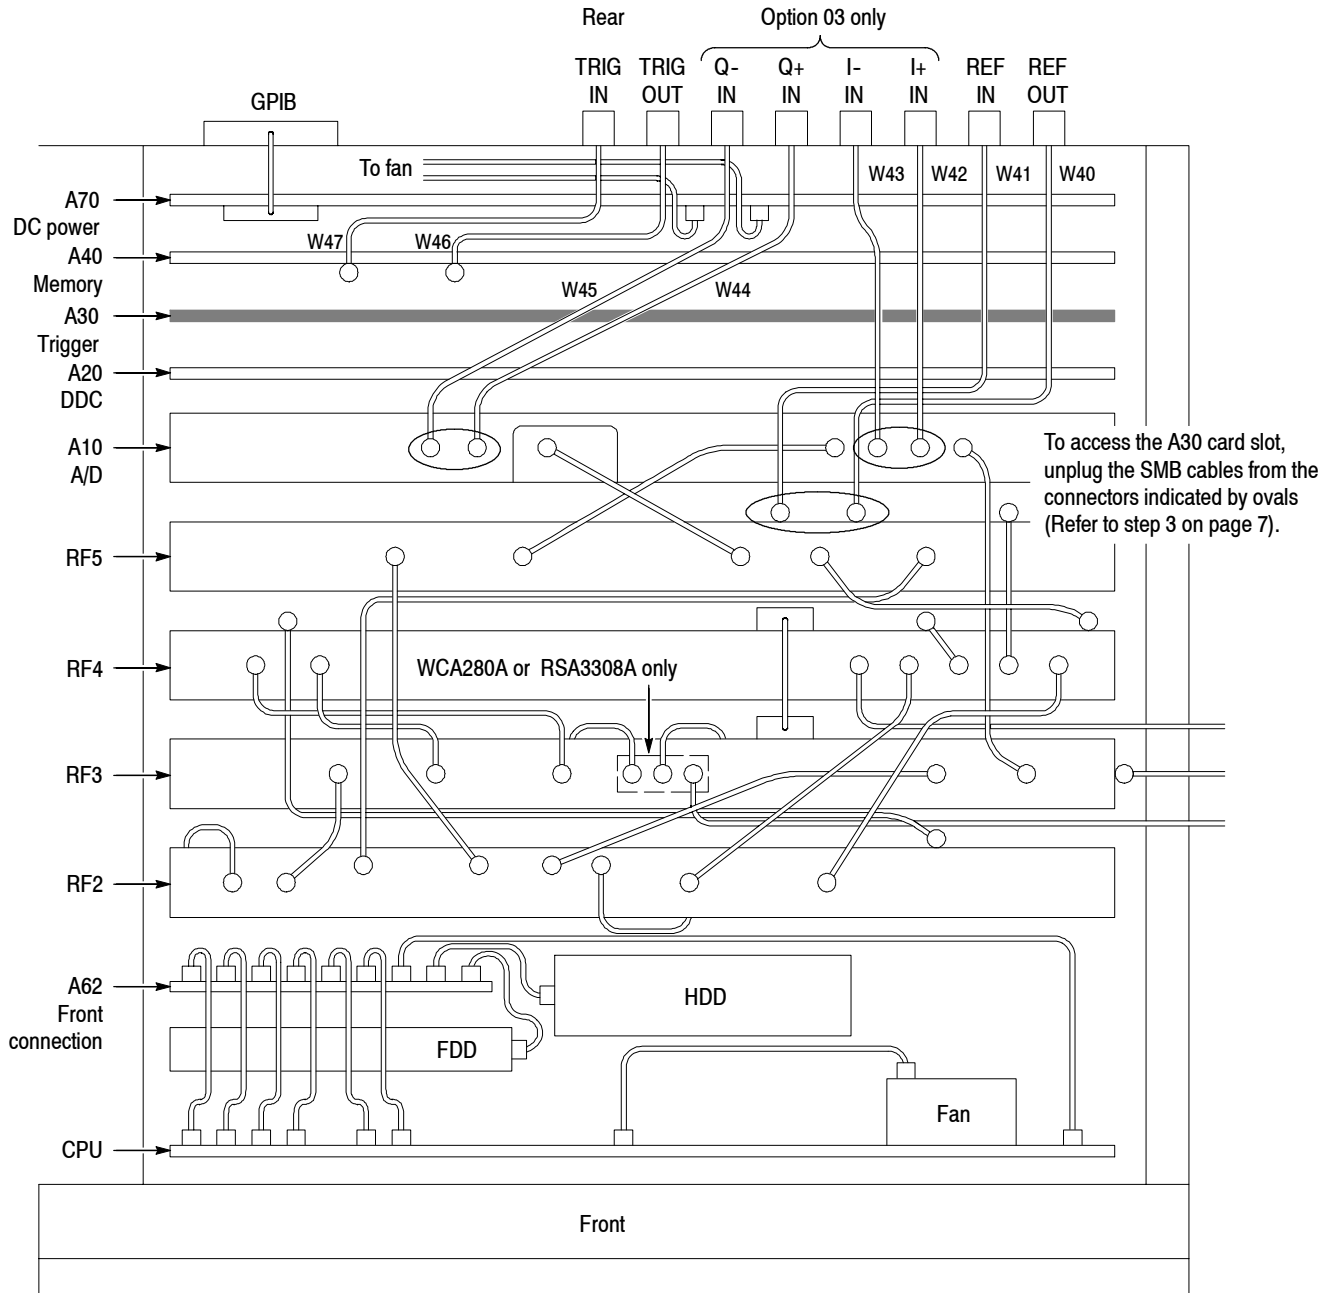 Rear
Option 03 only
TRIG IN
TRIG OUT
Q- IN
Q+ IN
I- IN
I+ IN
REF IN
REF OUT
GPIB
To fan
W43
W42
W41
W40
A70
DC power
W47
W46
A40
Memory
W45
W44
A30
Trigger
A20
DDC
A10
A/D
To access the A30 card slot,
unplug the SMB cables from the
connectors indicated by ovals
(Refer to step 3 on page 7).
RF5
RF4
WCA280A or RSA3308A only
RF3
RF2
A62
Front
connection
HDD
FDD
Fan
CPU
Front